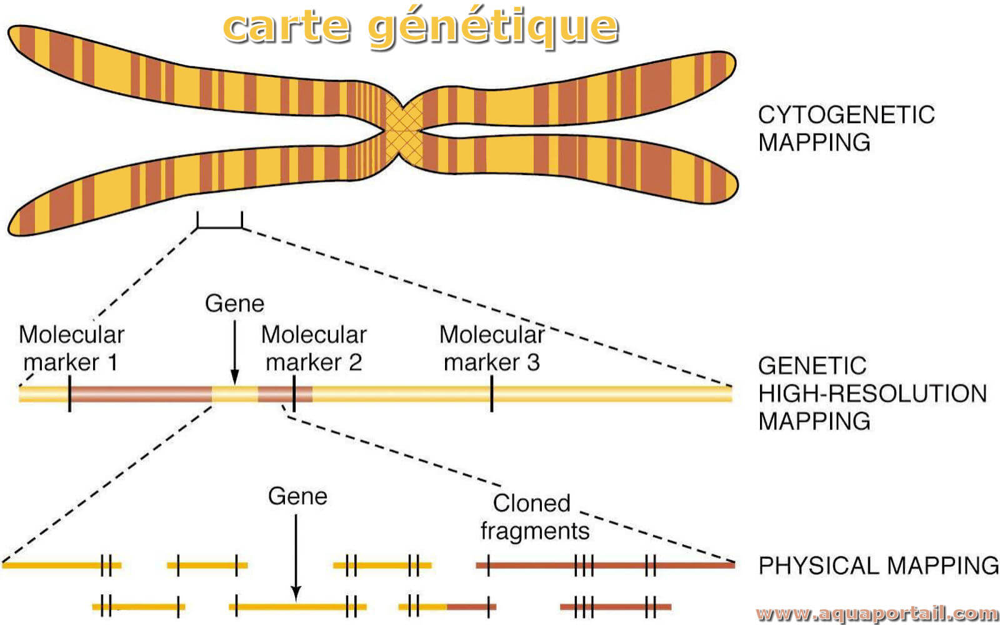 carte génétique
CYTOGENETIC
MAPPING
Gene
Molecular
marker 1
Molecular
marker 2
Molecular
marker 3
GENETIC
HIGH-RESOLUTION
MAPPING
Gene
Cloned
fragments
PHYSICAL MAPPING
www.aquaportail.com